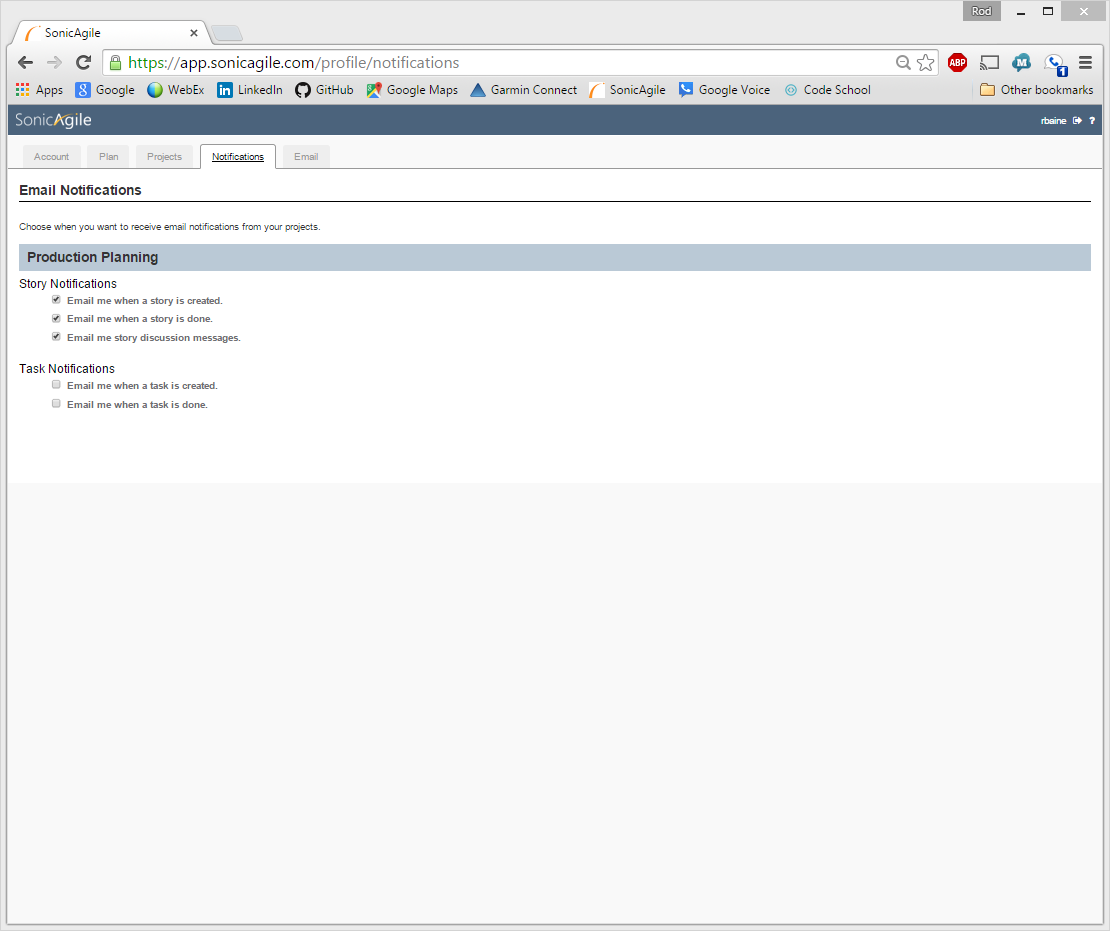 Rod
SonicAgile
https://app.sonicagile.com/profile/notifications
ABP
M
1
Apps Google WebEx LinkedIn GitHub Google Maps Garmin Connect SonicAgile Google Voice Code School Other bookmarks
SonicAgile rbaine ?
Account Plan Projects Notifications Email
Email Notifications
Choose when you want to receive email notifications from your projects.
Production Planning
Story Notifications
Email me when a story is created.
Email me when a story is done.
Email me story discussion messages.
Task Notifications
Email me when a task is created.
Email me when a task is done.